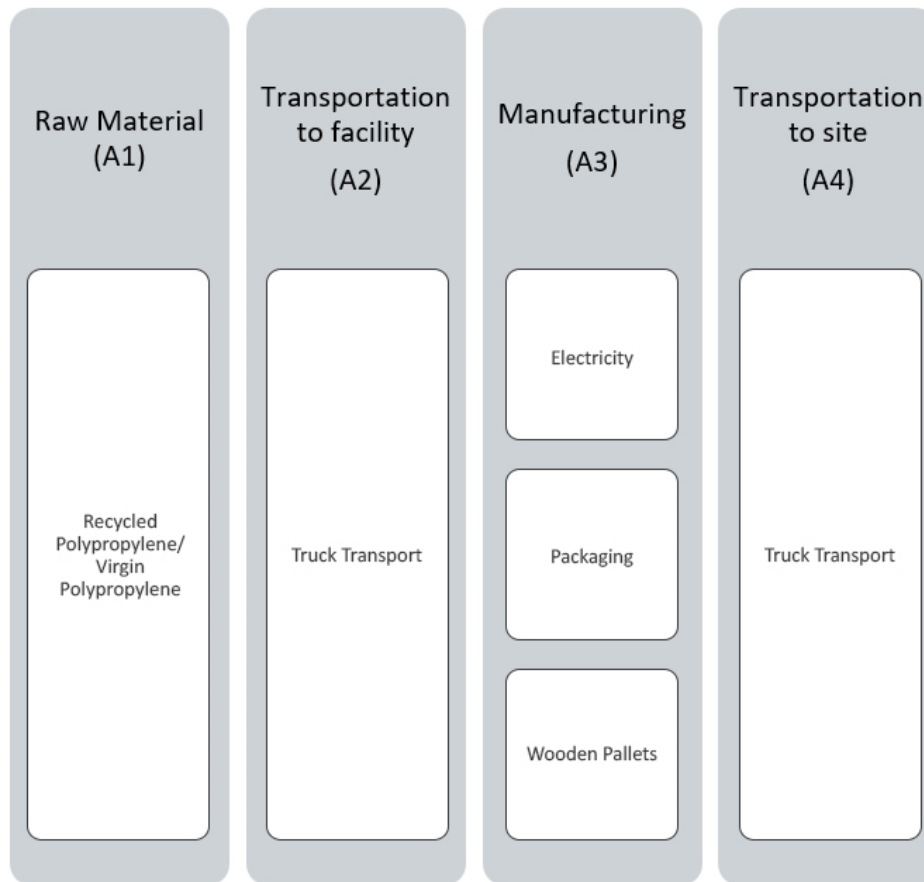 Raw Material
(A1)
Recycled
Polypropylene/
Virgin
Polypropylene
Transportation
to facility
(A2)
Truck Transport
Manufacturing
(A3)
Electricity
Packaging
Wooden Pallets
Transportation
to site
(A4)
Truck Transport